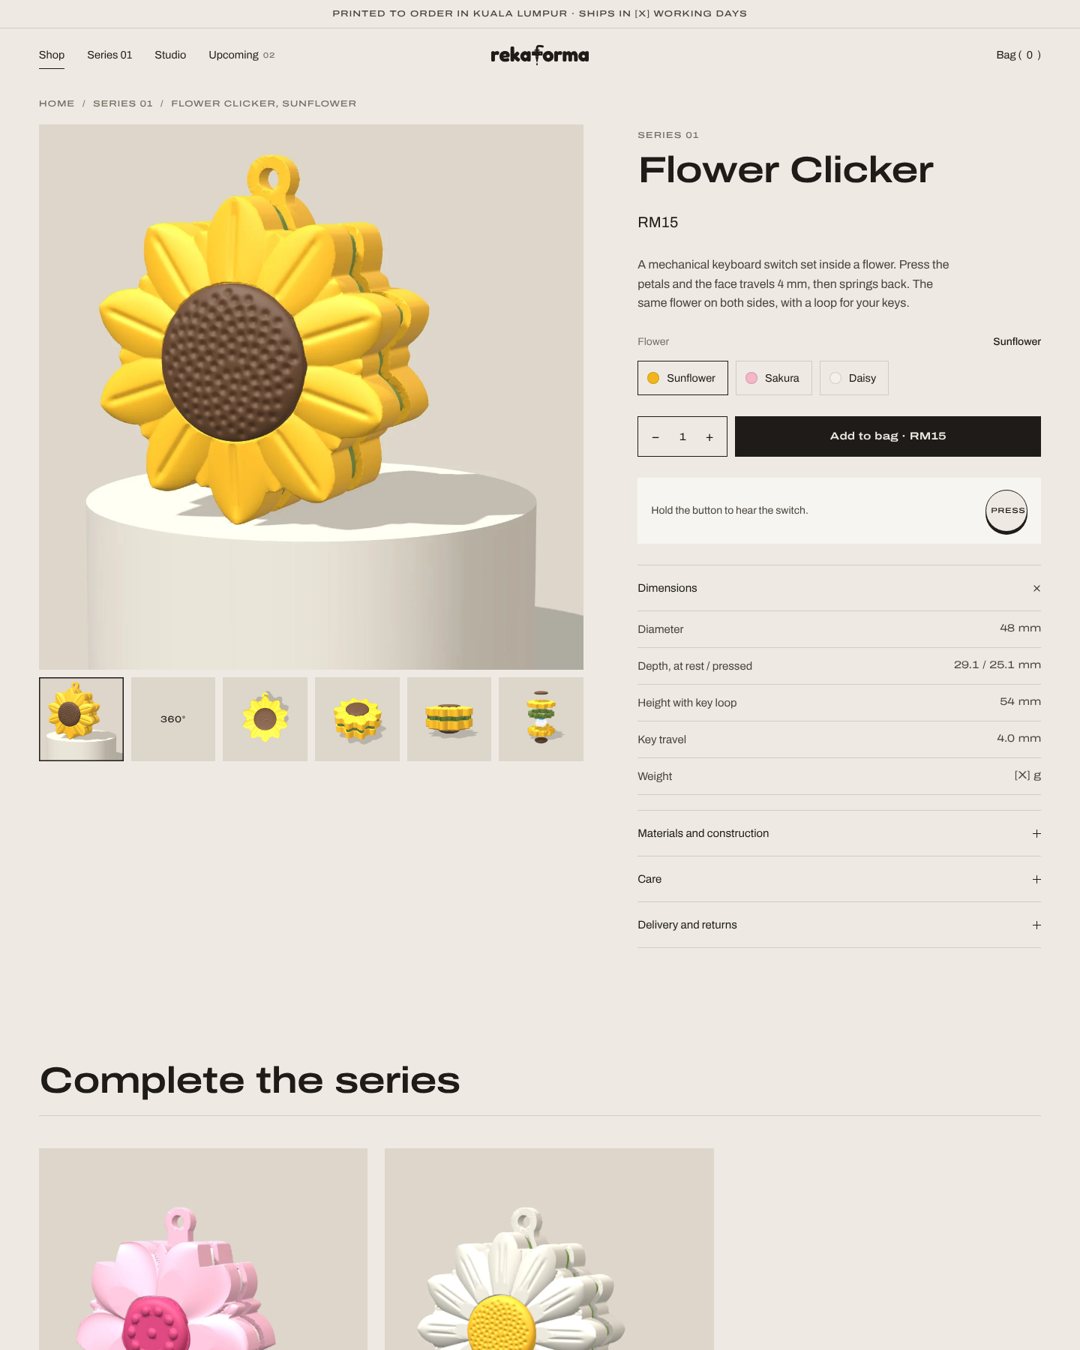 PRINTED TO ORDER IN KUALA LUMPUR · SHIPS IN [X] WORKING DAYS
Shop Series 01 Studio Upcoming 02
rekaforma
Bag ( 0 )
HOME / SERIES 01 / FLOWER CLICKER, SUNFLOWER
SERIES 01
Flower Clicker
RM15
A mechanical keyboard switch set inside a flower. Press the
petals and the face travels 4 mm, then springs back. The
same flower on both sides, with a loop for your keys.
Flower Sunflower
Sunflower Sakura Daisy
− 1 +
Add to bag · RM15
Hold the button to hear the switch.
PRESS
Dimensions
Diameter 48 mm
Depth, at rest / pressed 29.1 / 25.1 mm
Height with key loop 54 mm
Key travel 4.0 mm
Weight [X] g
Materials and construction +
Care +
Delivery and returns +
360°
Complete the series